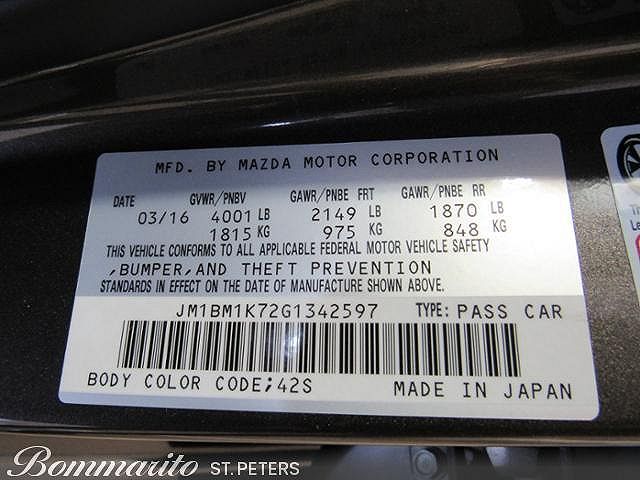 MFD. BY MAZDA MOTOR CORPORATION
DATE GVWR/PNBV GAWR/PNBE FRT GAWR/PNBE RR
03/16 4001 LB 2149 LB 1870 LB
1815 KG 975 KG 848 KG
THIS VEHICLE CONFORMS TO ALL APPLICABLE FEDERAL MOTOR VEHICLE SAFETY
,BUMPER,AND THEFT PREVENTION
STANDARDS IN EFFECT ON THE DATE OF MANUFACTURE SHOWN ABOVE.
JM1BM1K72G1342597 TYPE: PASS CAR
BODY COLOR CODE;42S MADE IN JAPAN
Bommarito ST. PETERS